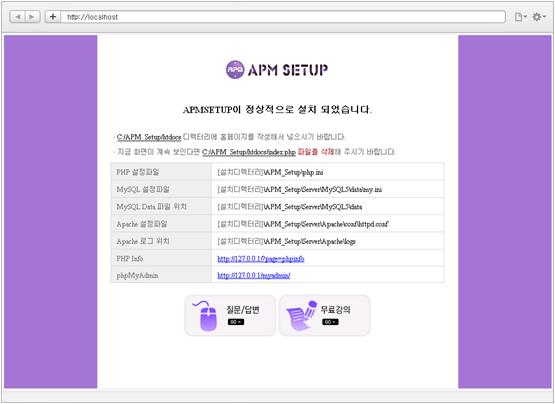 http://localhost
APM SETUP
APMSETUP이 정상적으로 설치 되었습니다.
· C:/APM_Setup/htdocs 디렉터리에 홈페이지를 작성해서 넣으시기 바랍니다.
· 지금 화면이 계속 보인다면 C:/APM_Setup/htdocs/index.php 파일을 삭제해 주시기 바랍니다.
PHP 설정파일 [설치디렉터리]\APM_Setup\php.ini
MySQL 설정파일 [설치디렉터리]\APM_Setup\Server\MySQL5\data\my.ini
MySQL Data 파일 위치 [설치디렉터리]\APM_Setup\Server\MySQL5\data
Apache 설정파일 [설치디렉터리]\APM_Setup\Server\Apache\conf\httpd.conf
Apache 로그 위치 [설치디렉터리]\APM_Setup\Server\Apache\logs
PHP Info http://127.0.0.1/?page=phpinfo
phpMyAdmin http://127.0.0.1/myadmin/
질문/답변 무료강의
GO GO